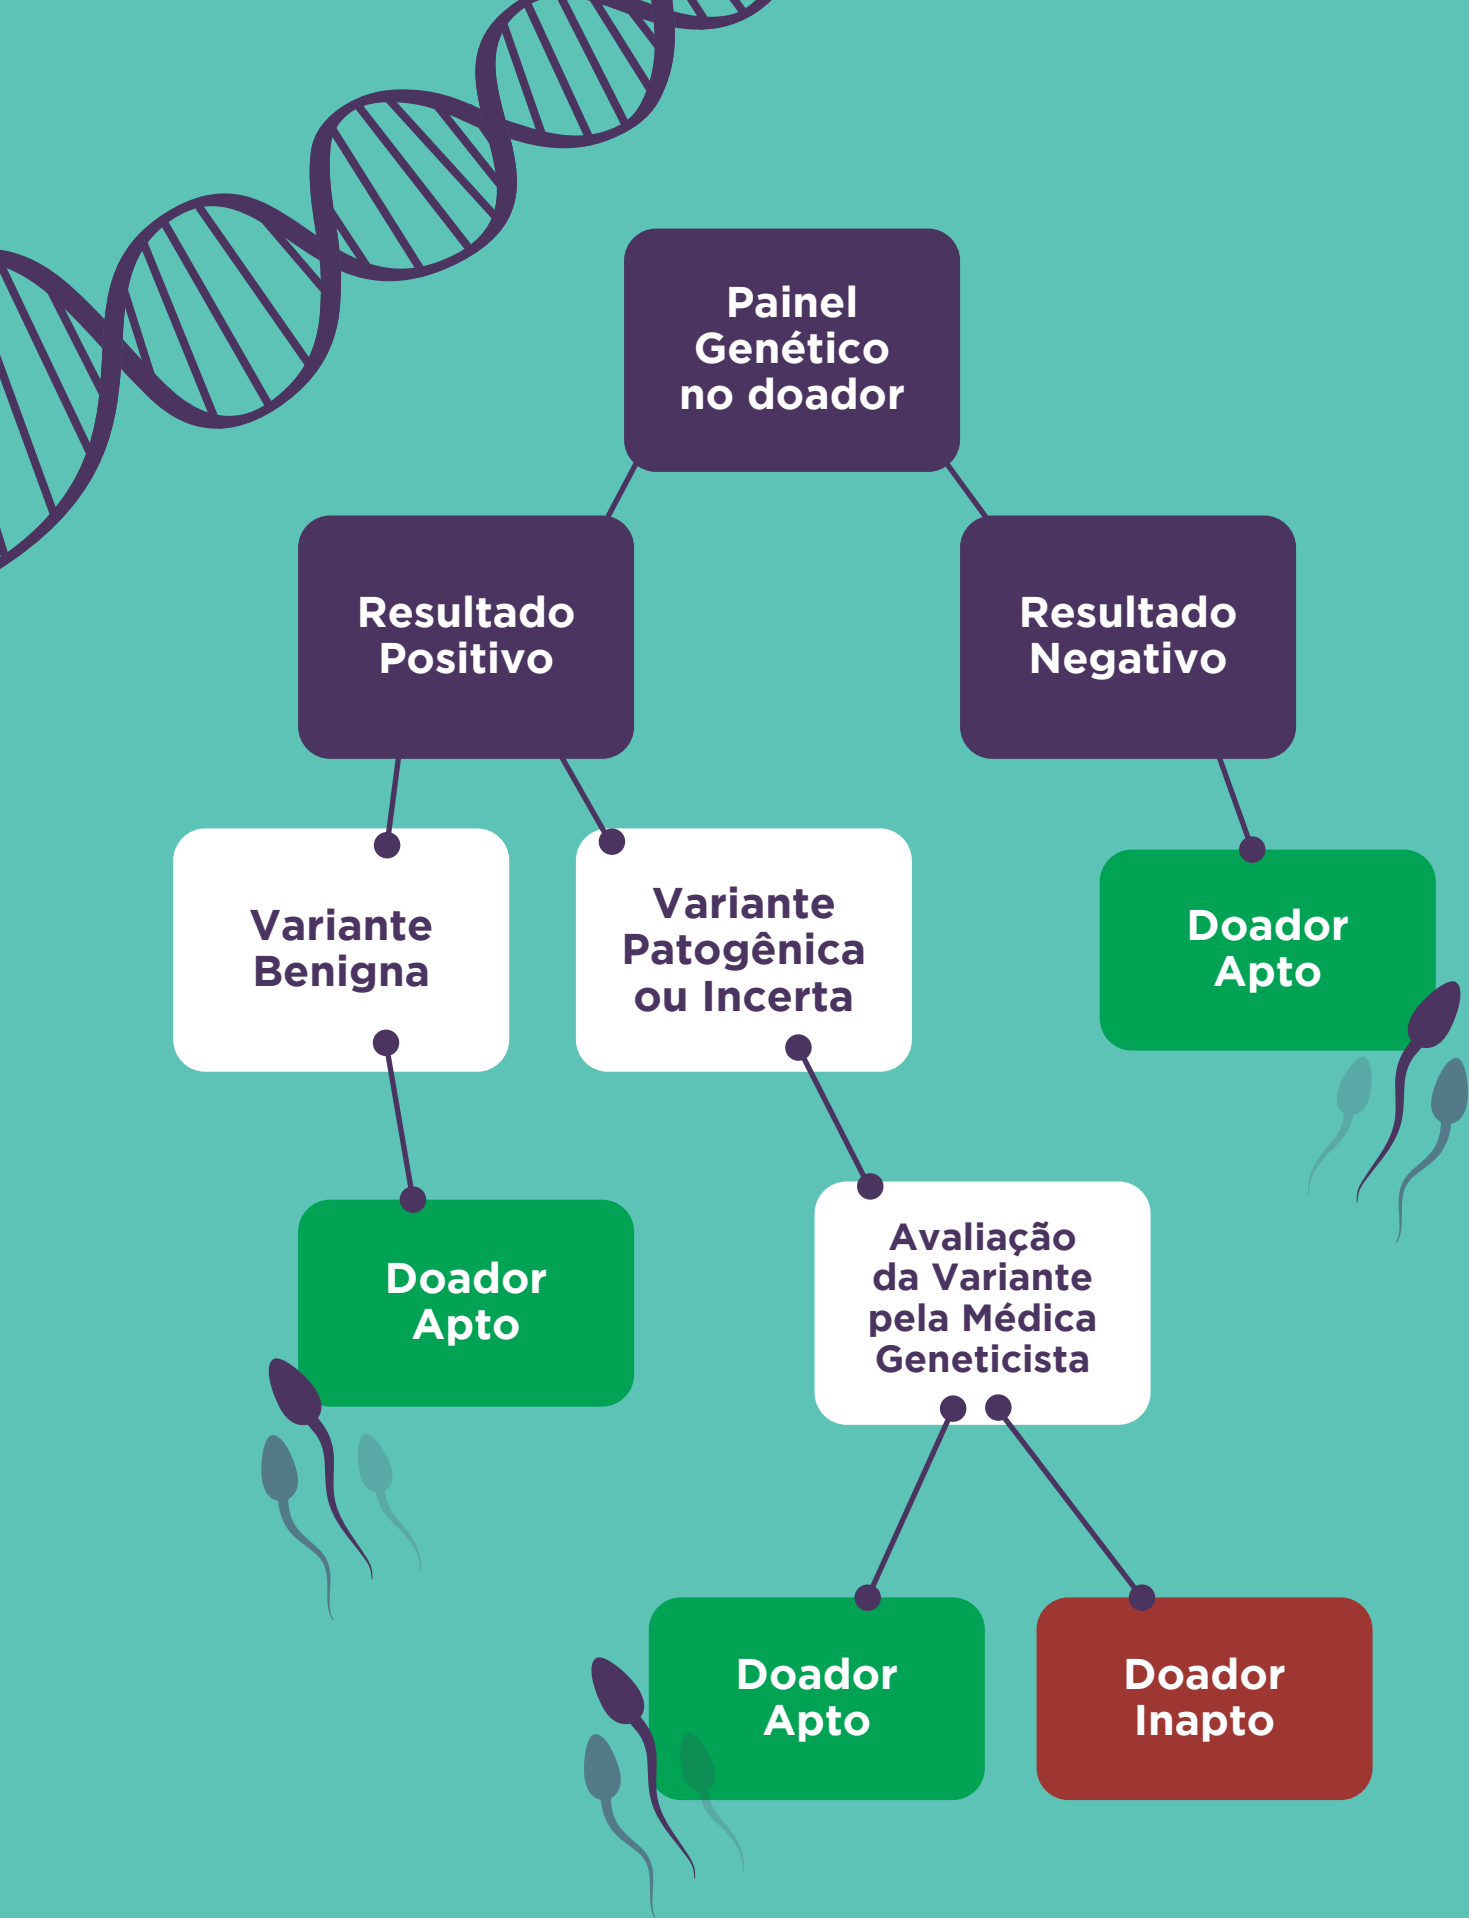 Painel
Genético
no doador
Resultado
Positivo
Resultado
Negativo
Variante
Benigna
Variante
Patogênica
ou Incerta
Doador
Apto
Doador
Apto
Avaliação
da Variante
pela Médica
Geneticista
Doador
Apto
Doador
Inapto